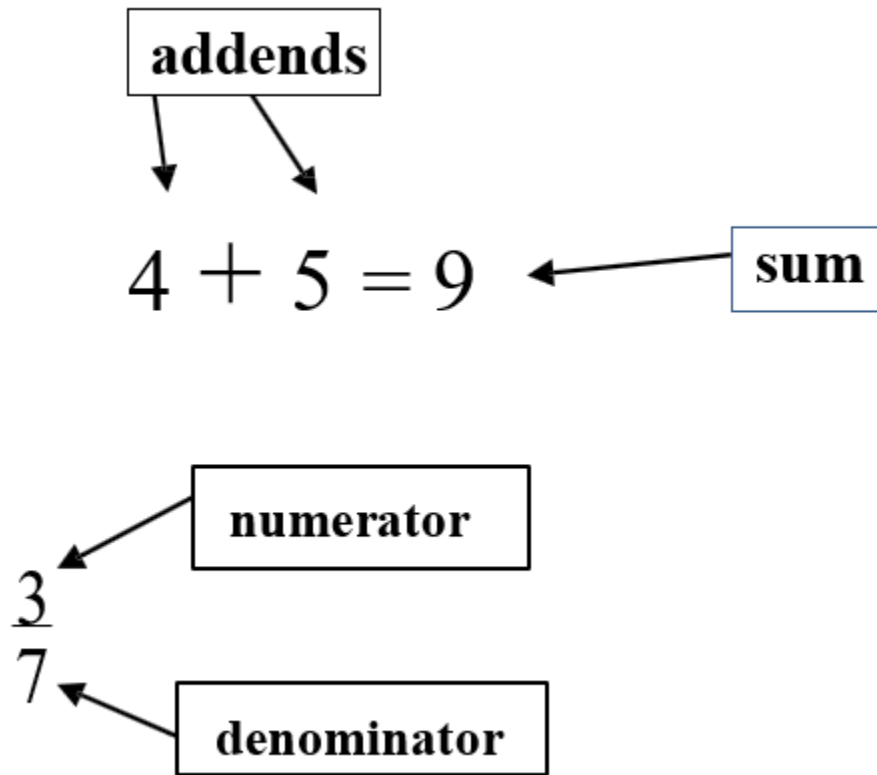 addends
4 + 5 = 9
sum
numerator
3
7
denominator